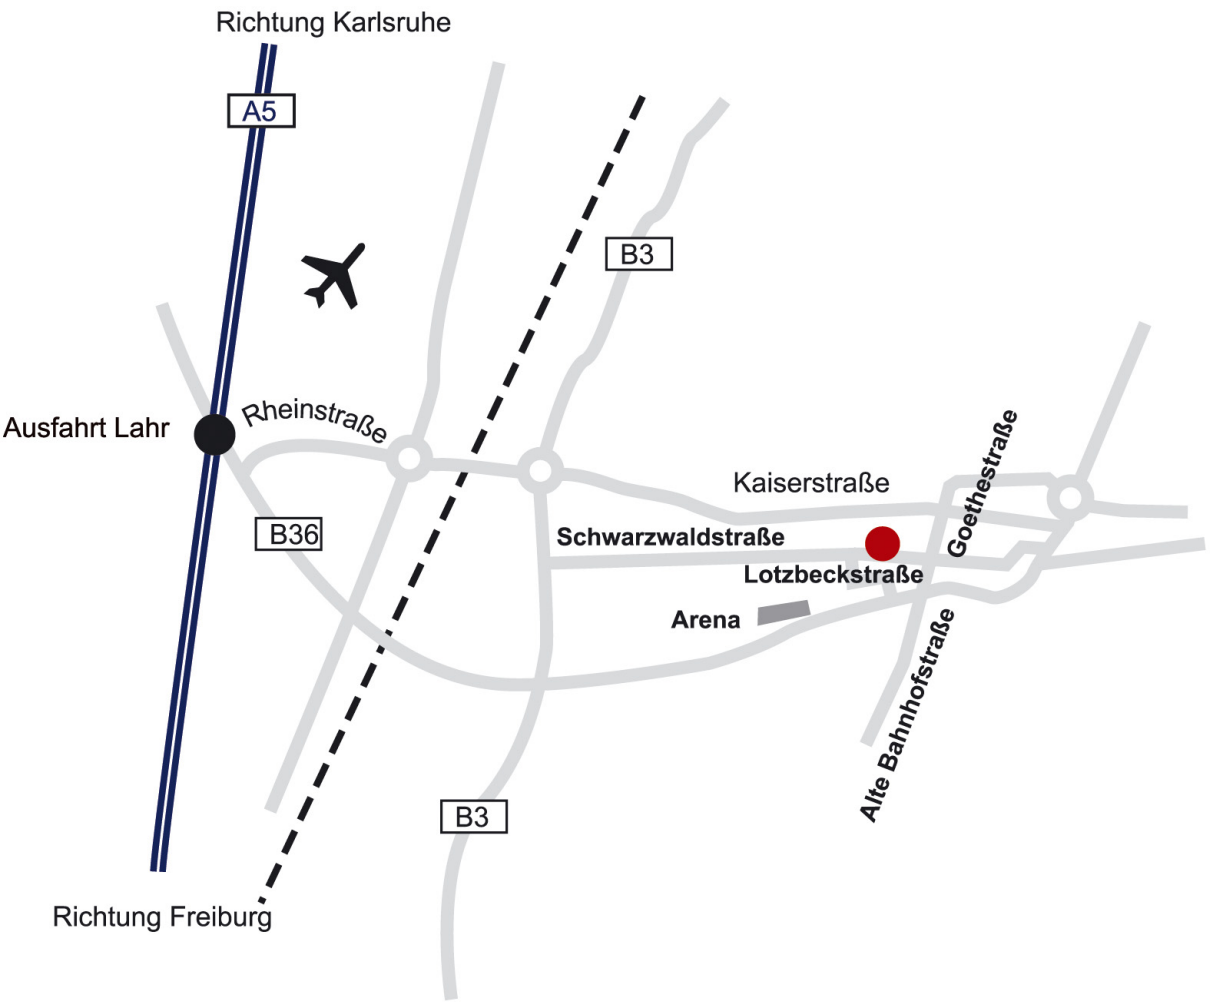 Richtung Karlsruhe
A5
B3
Ausfahrt Lahr
Rheinstraße
Goethestraße
Kaiserstraße
B36
Schwarzwaldstraße
Lotzbeckstraße
Arena
Alte Bahnhofstraße
B3
Richtung Freiburg